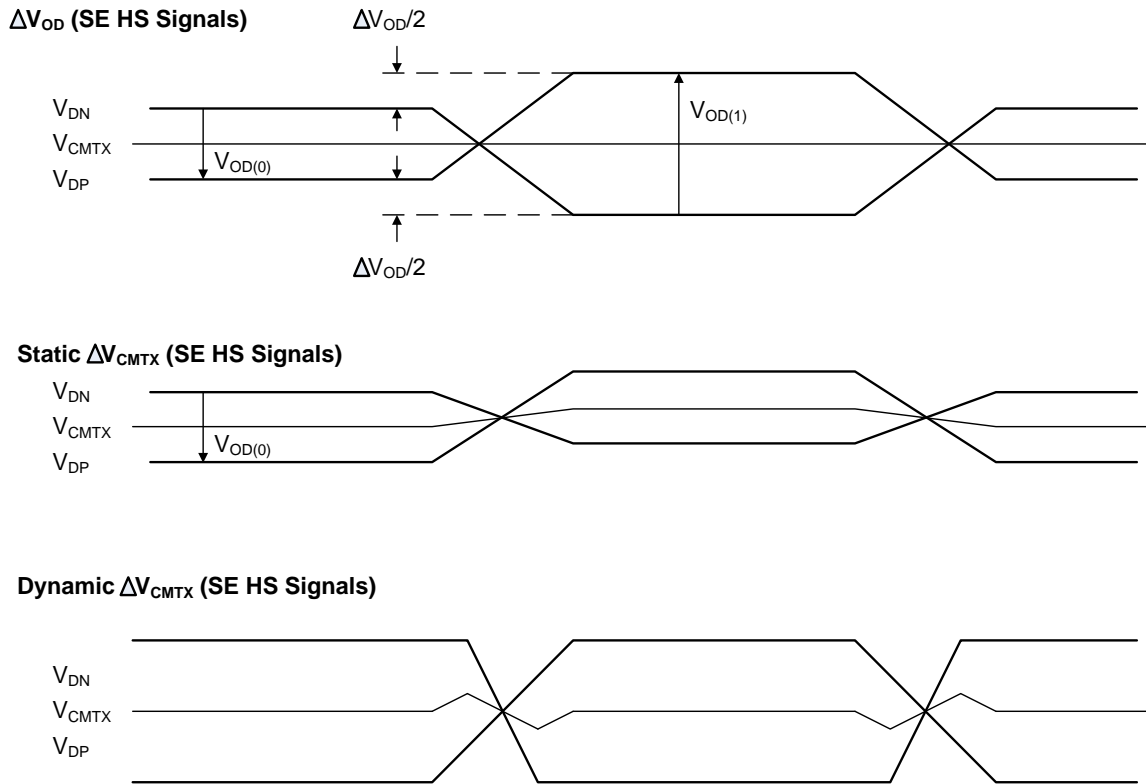 ΔVOD (SE HS Signals)
ΔVOD/2
VDN
VCMTX
VDP
VOD(0)
VOD(1)
ΔVOD/2
Static ΔVCMTX (SE HS Signals)
VDN
VCMTX
VDP
VOD(0)
Dynamic ΔVCMTX (SE HS Signals)
VDN
VCMTX
VDP